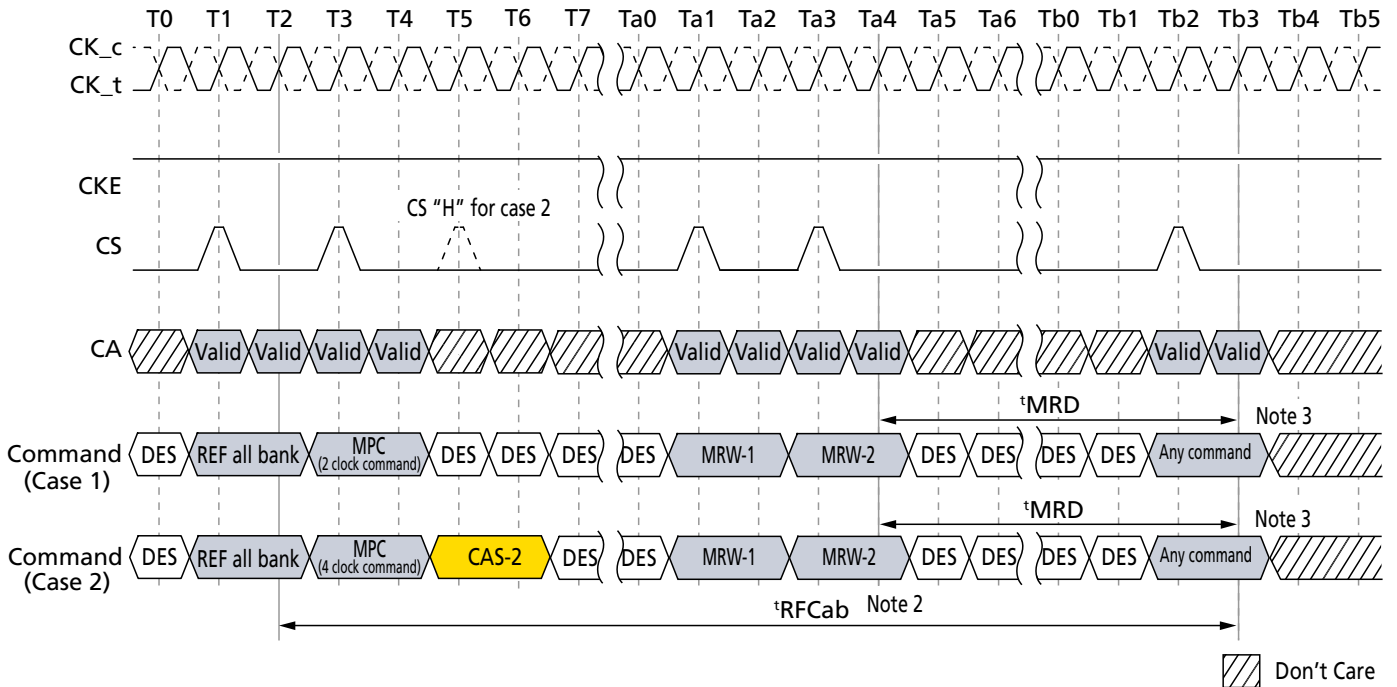 T0 T1 T2 T3 T4 T5 T6 T7 Ta0 Ta1 Ta2 Ta3 Ta4 Ta5 Ta6 Tb0 Tb1 Tb2 Tb3 Tb4 Tb5
CK_c
CK_t
CKE
CS "H" for case 2
CS
CA Valid Valid Valid Valid Valid Valid Valid Valid Valid Valid
tMRD
Note 3
Command
(Case 1)
DES REF all bank MPC
(2 clock command)
DES DES DES DES MRW-1 MRW-2 DES DES DES DES Any command
tMRD
Note 3
Command
(Case 2)
DES REF all bank MPC
(4 clock command)
CAS-2 DES DES MRW-1 MRW-2 DES DES DES DES Any command
tRFCab Note 2
Don't Care